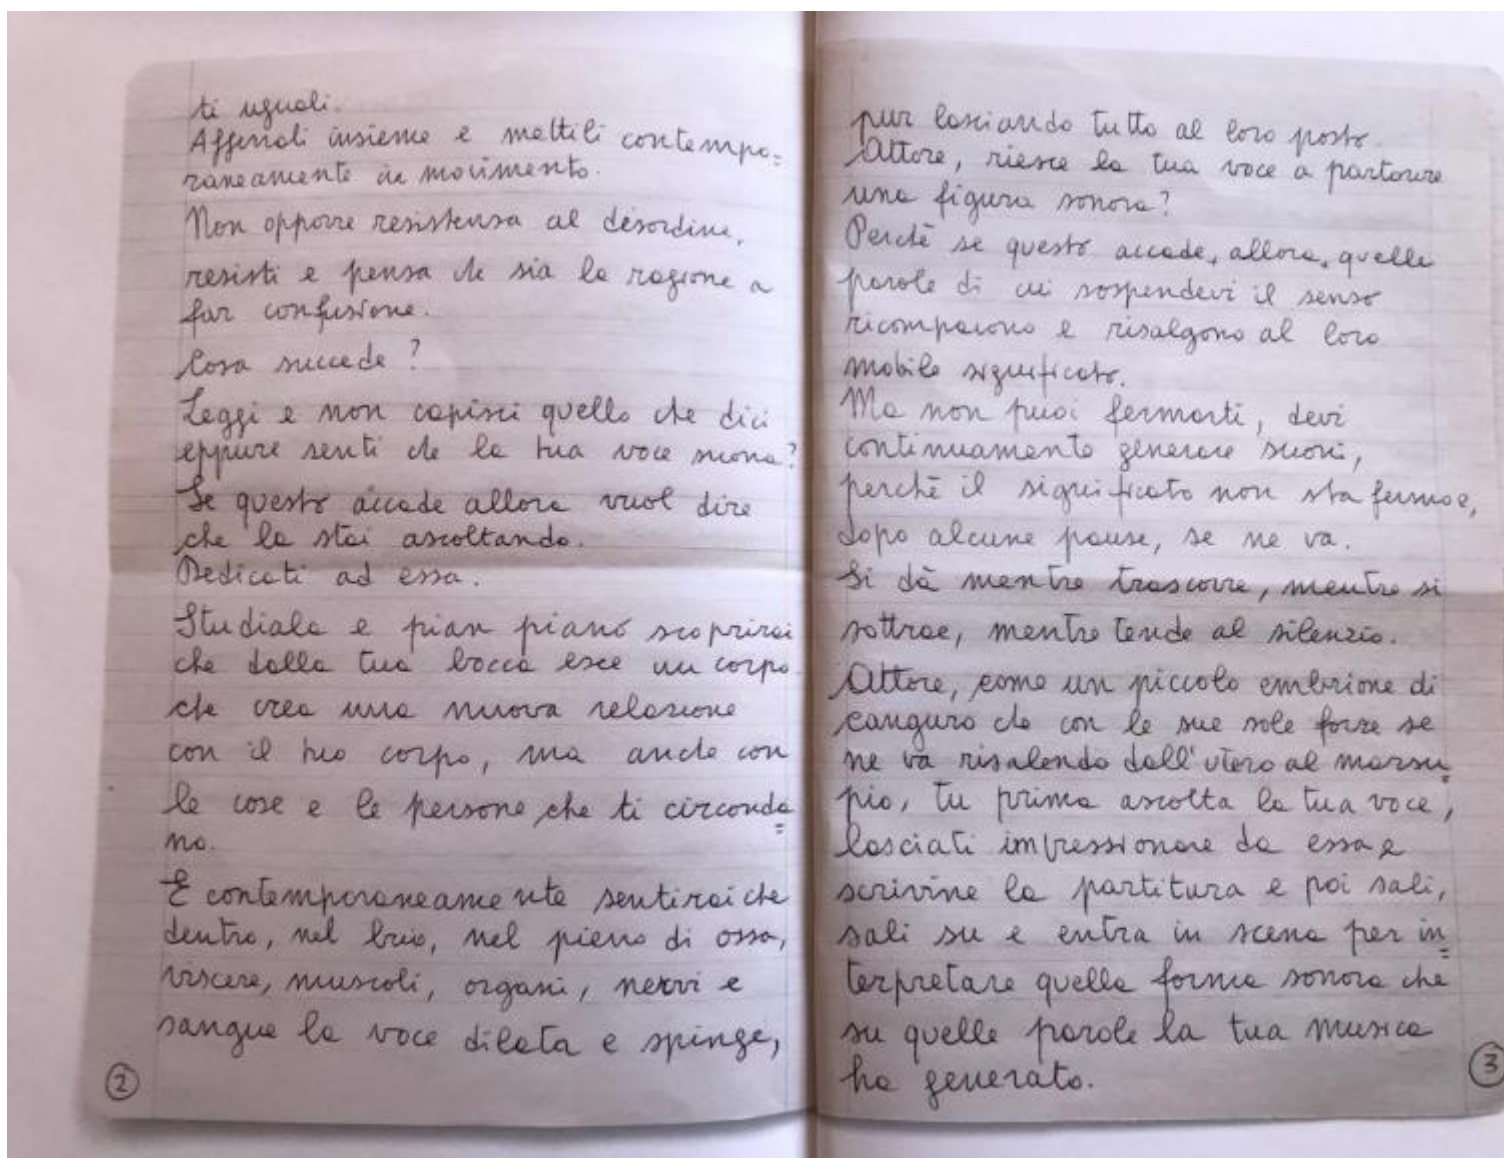 ti uguali.
Afferrali insieme e mettili contempo=
raneamente in movimento.
Non opporre resistenza al disordine,
resisti e pensa che sia la ragione a
far confusione.
Cosa succede?
Leggi e non capisci quello che dici
eppure senti che la tua voce suona?
Se questo accade allora vuol dire
che la stai ascoltando.
Dedicati ad essa.
Studiala e pian piano scoprirai
che dalla tua bocca esce un corpo
che crea una nuova relazione
con il tuo corpo, ma anche con
le cose e le persone che ti circonda
=
no.
E contemporaneamente sentirai che
dentro, nel buio, nel pieno di ossa,
viscere, muscoli, organi, nervi e
sangue la voce dilata e spinge,
2
pur lasciando tutto al loro posto.
Attore, riesce la tua voce a partorire
una figura sonora?
Perché se questo accade, allora, quelle
parole di cui sospendevi il senso
ricompaiono e risalgono al loro
mobile significato.
Ma non puoi fermarti, devi
continuamente generare suoni,
perché il significato non sta fermo e,
dopo alcune pause, se ne va.
Si dà mentre trascorre, mentre si
sottrae, mentre tende al silenzio.
Attore, come un piccolo embrione di
canguro che con le sue sole forze se
ne va risalendo dall'utero al marsu=
pio, tu prima ascolta la tua voce,
lasciati impressionare da essa e
scrivine la partitura e poi sali,
sali su e entra in scena per in=
terpretare quella forma sonora che
su quelle parole la tua musica
ha generato.
3